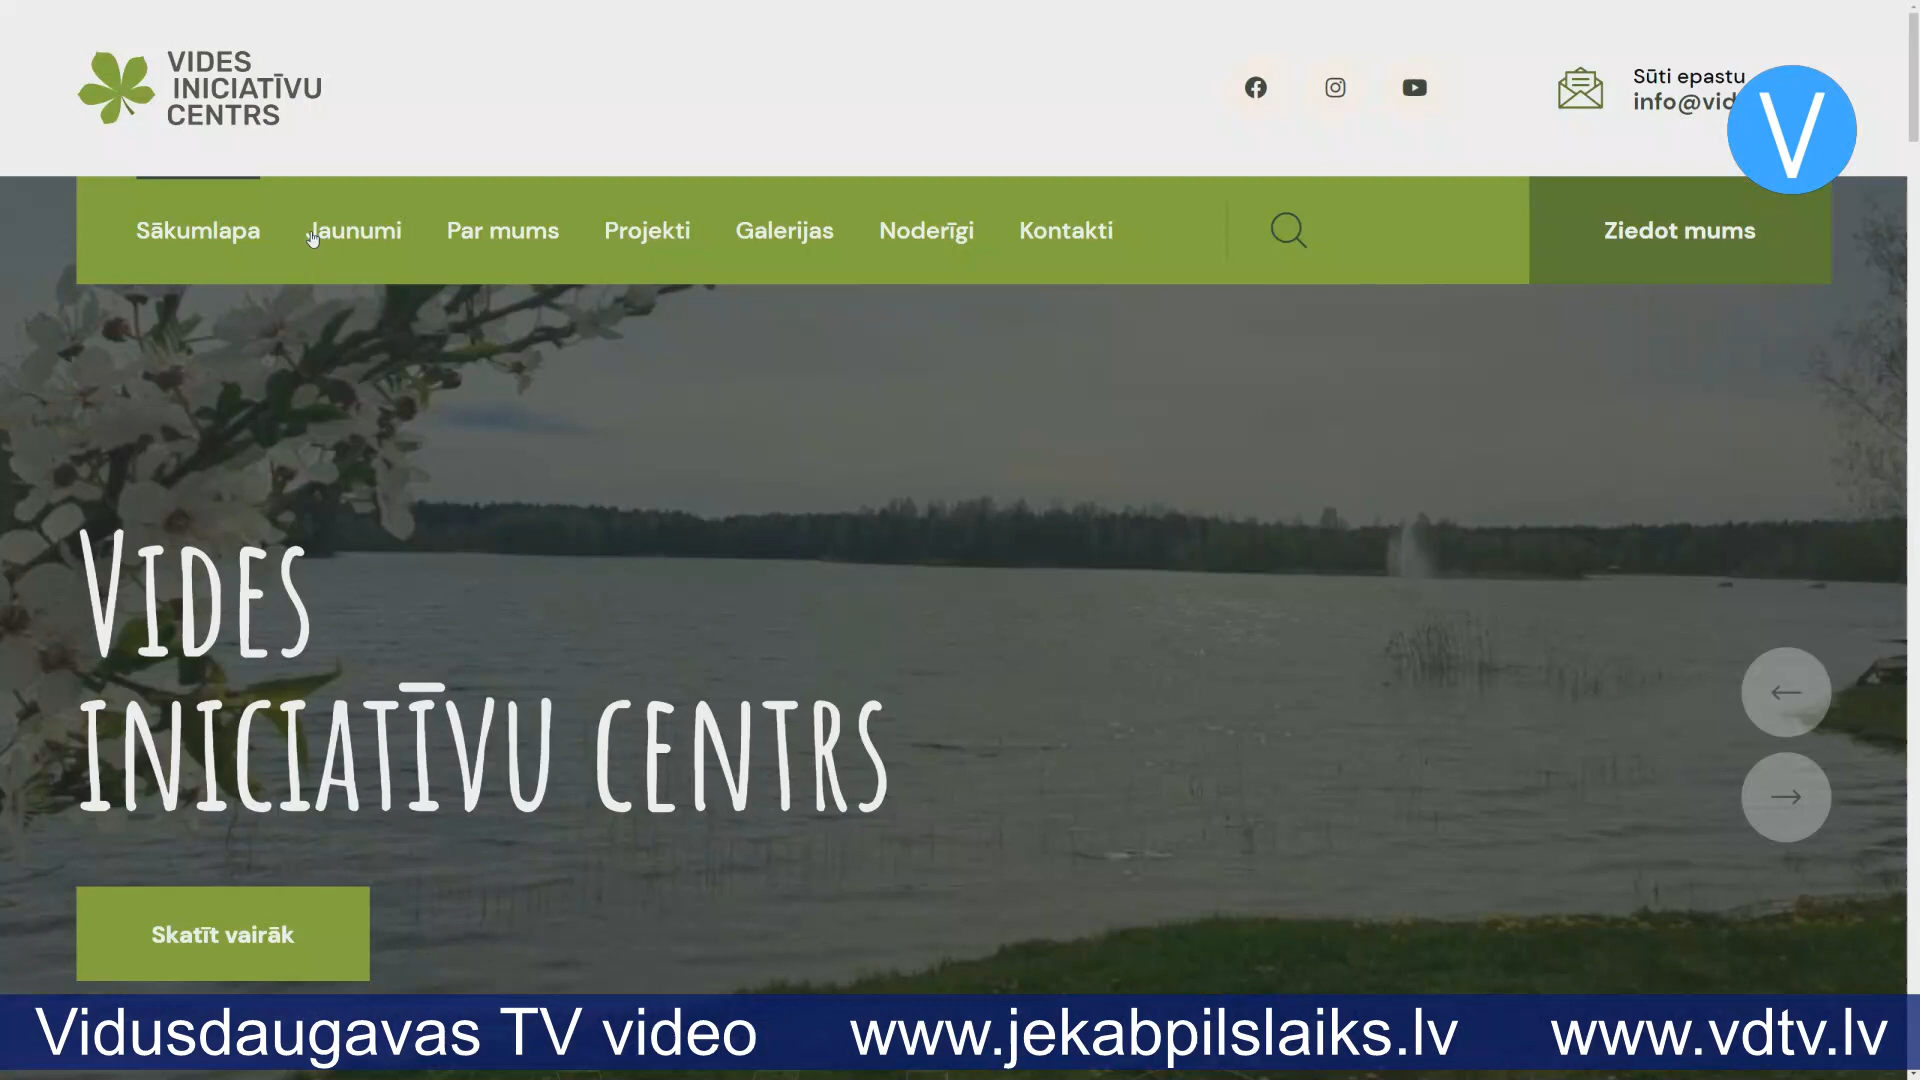 VIDES
INICIATĪVU
CENTRS
Sūti epastu
V
Sākumlapa
Jaunumi
Par mums
Projekti
Galerijas
Noderīgi
Kontakti
Ziedot mums
VIDES
INICIATĪVU CENTRS
Skatīt vairāk
Vidusdaugavas TV video www.jekabpilslaiks.lv www.vdtv.lv